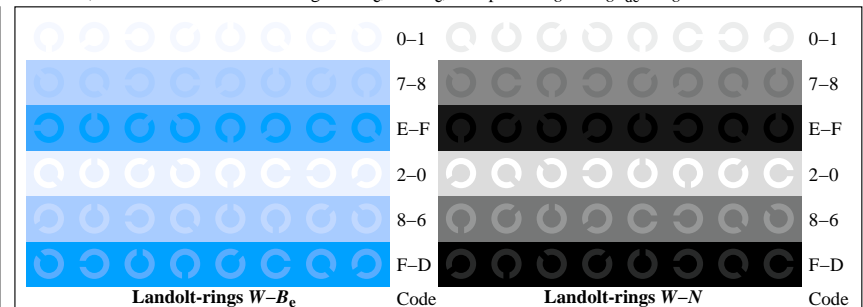 0–1 0–1
7–8 7–8
E–F E–F
2–0 2–0
8–6 8–6
F–D F–D
Landolt-rings W–Be Code Landolt-rings W–N Code